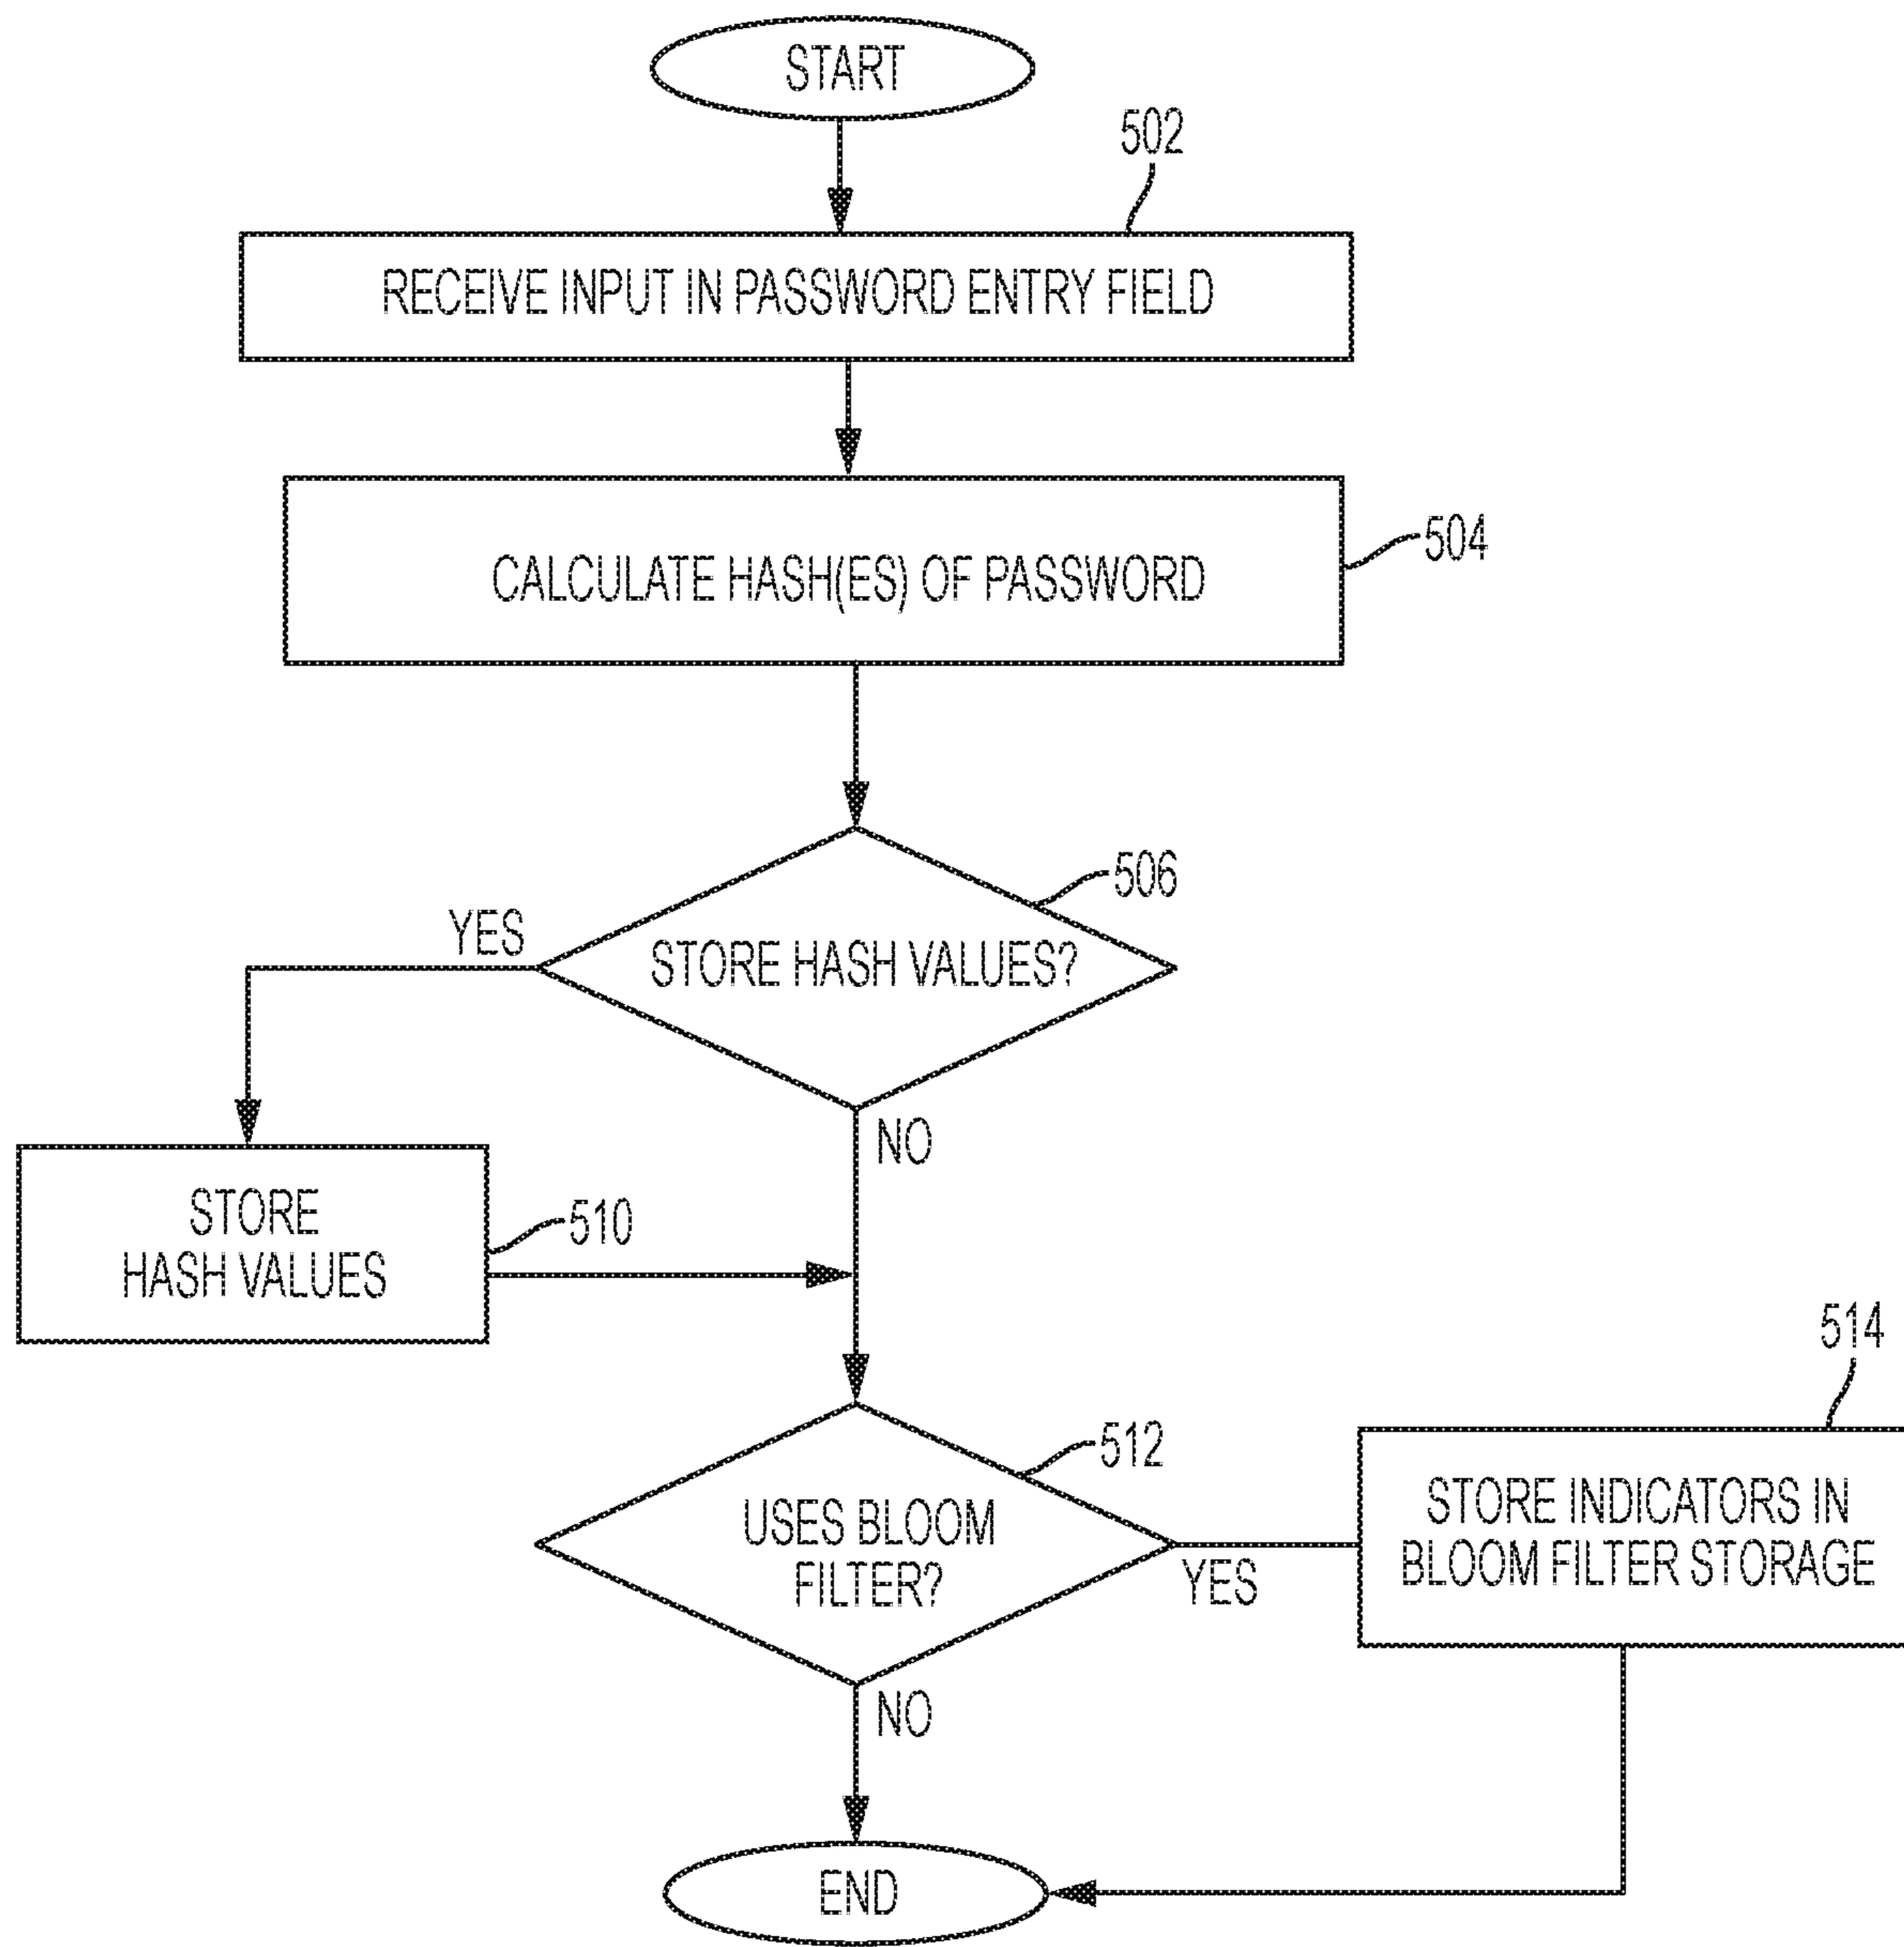 START
502
RECEIVE INPUT IN PASSWORD ENTRY FIELD
504
CALCULATE HASH(ES) OF PASSWORD
506
YES
STORE HASH VALUES?
NO
STORE
HASH VALUES
510
514
512
USES BLOOM
FILTER?
YES
STORE INDICATORS IN
BLOOM FILTER STORAGE
NO
END